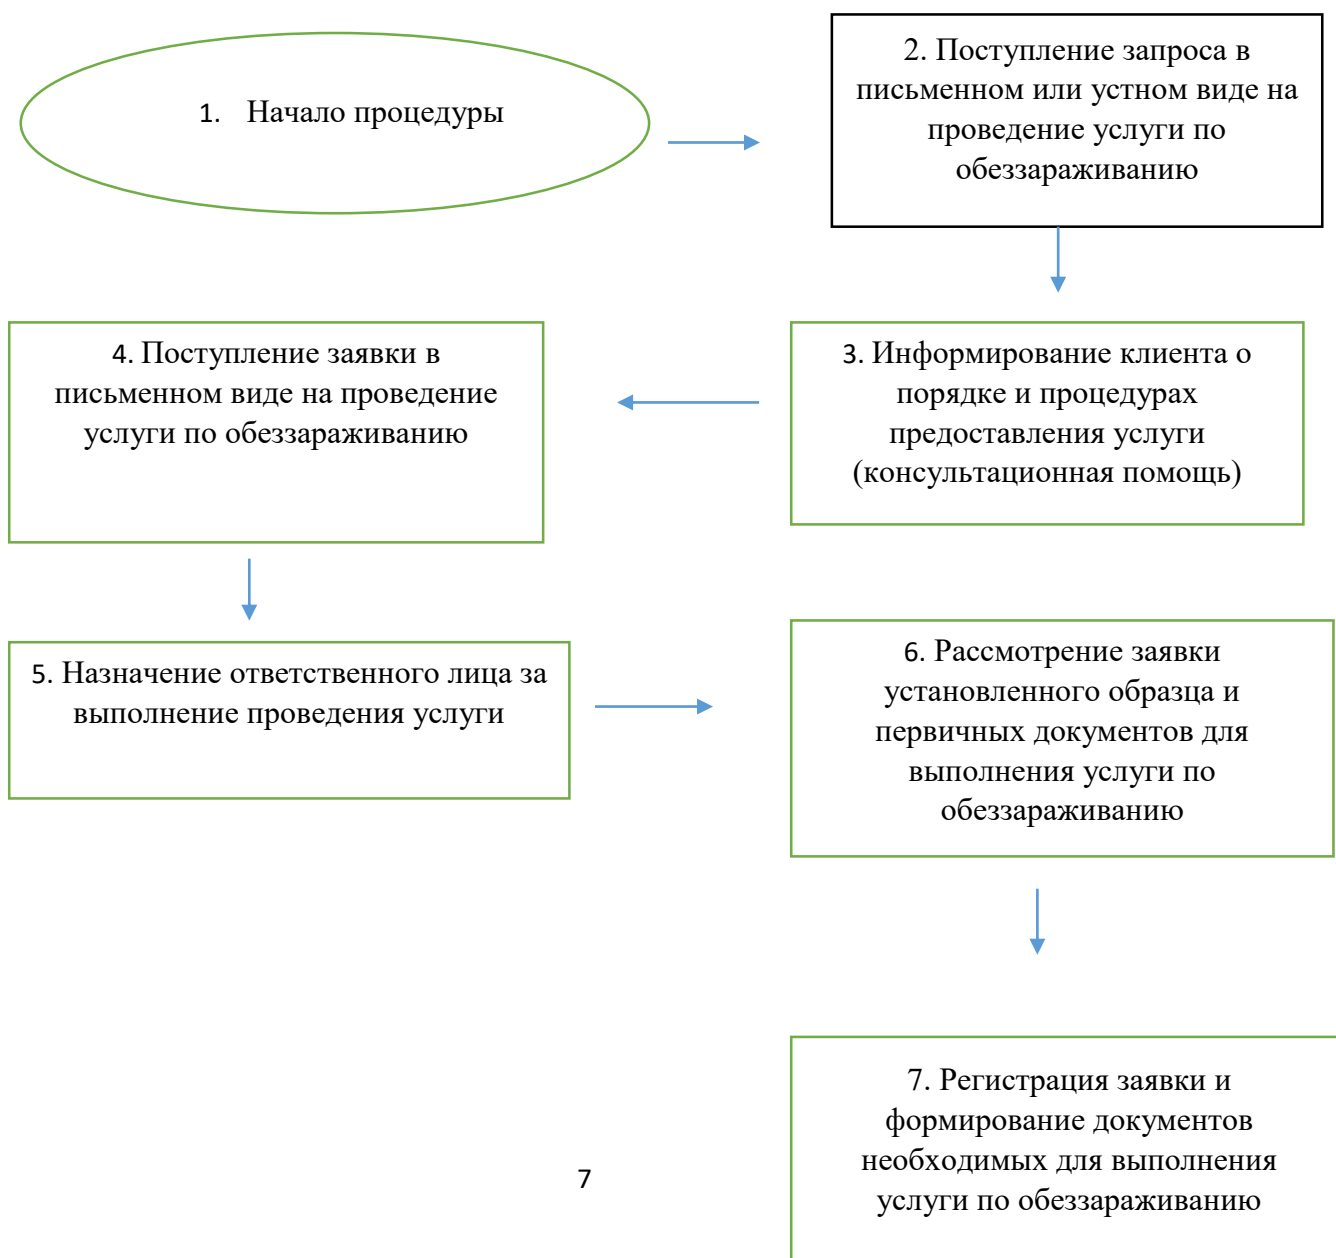 1. Начало процедуры
2. Поступление запроса в
письменном или устном виде на
проведение услуги по
обеззараживанию
3. Информирование клиента о
порядке и процедурах
предоставления услуги
(консультационная помощь)
4. Поступление заявки в
письменном виде на проведение
услуги по обеззараживанию
5. Назначение ответственного лица за
выполнение проведения услуги
6. Рассмотрение заявки
установленного образца и
первичных документов для
выполнения услуги по
обеззараживанию
7. Регистрация заявки и
формирование документов
необходимых для выполнения
услуги по обеззараживанию
7